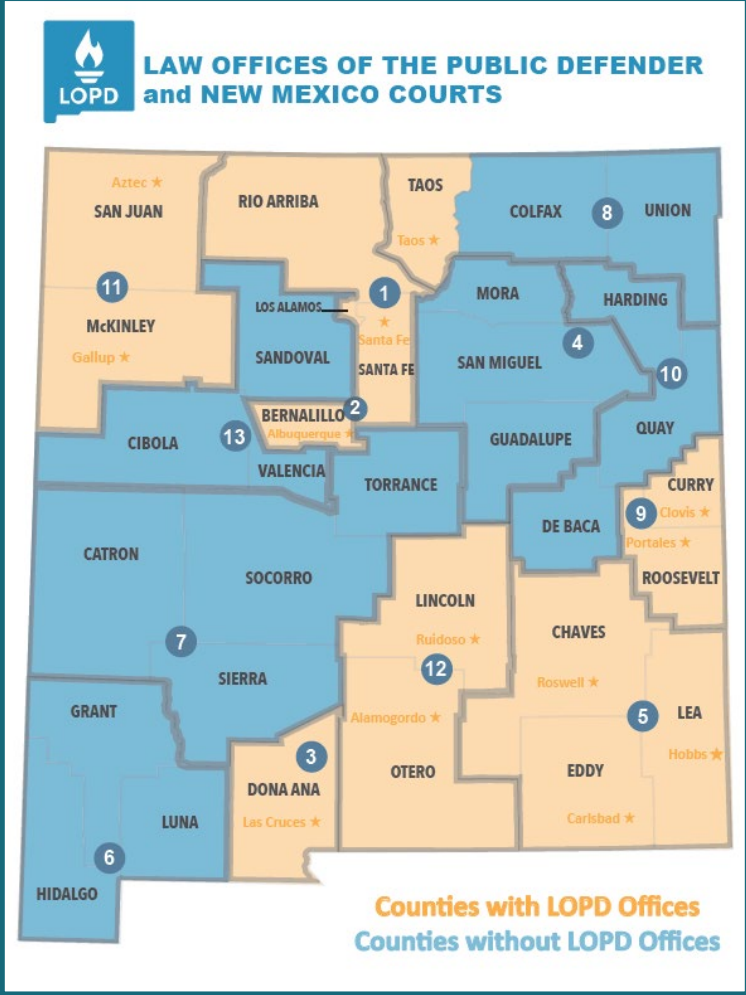 LOPD
LAW OFFICES OF THE PUBLIC DEFENDER
and NEW MEXICO COURTS
Aztec
SAN JUAN
RIO ARRIBA
TAOS
Taos
COLFAX
8
UNION
11
1
MORA
HARDING
LOS ALAMOS
McKINLEY
Santa Fe
4
Gallup
SANDOVAL
SANTA FE
SAN MIGUEL
10
BERNALILLO
2
Albuquerque
CIBOLA
13
GUADALUPE
QUAY
VALENCIA
TORRANCE
CURRY
9
Clovis
DE BACA
Portales
CATRON
SOCORRO
ROOSEVELT
LINCOLN
CHAVES
Ruidoso
7
12
SIERRA
Roswell
GRANT
Alamogordo
5
LEA
3
Hobbs
DONA ANA
OTERO
EDDY
LUNA
Las Cruces
Carlsbad
6
HIDALGO
Counties with LOPD Offices
Counties without LOPD Offices